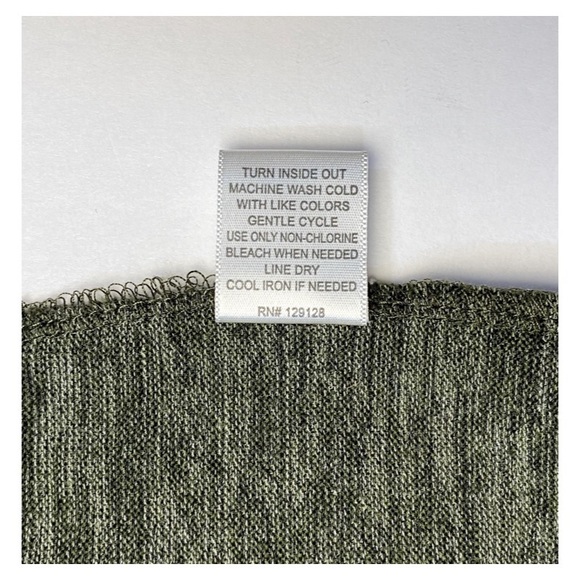 TURN INSIDE OUT
MACHINE WASH COLD
WITH LIKE COLORS
GENTLE CYCLE
USE ONLY NON-CHLORINE
BLEACH WHEN NEEDED
LINE DRY
COOL IRON IF NEEDED
RN# 129128